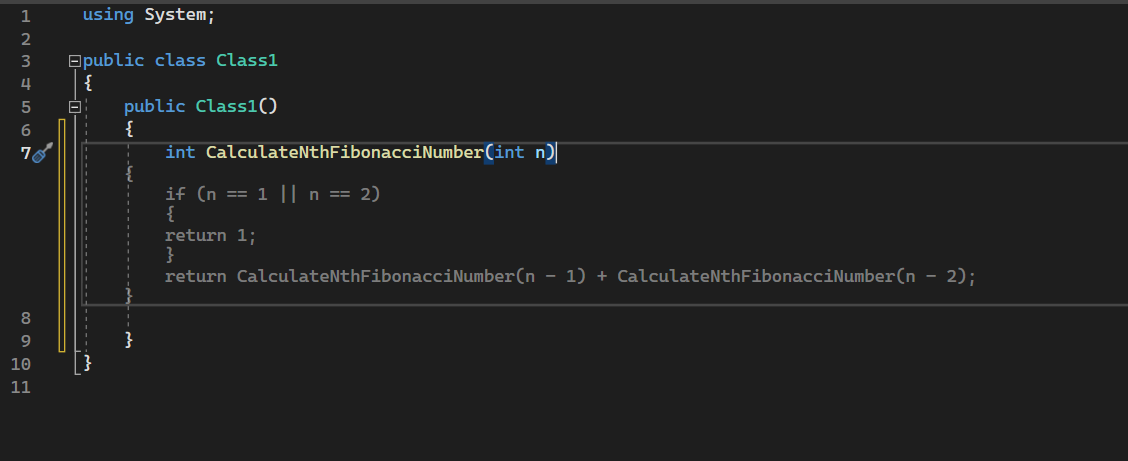 1 using System;
2
3 public class Class1
4 {
5 public Class1()
6 {
7 int CalculateNthFibonacciNumber(int n)
{
if (n == 1 || n == 2)
{
return 1;
}
return CalculateNthFibonacciNumber(n - 1) + CalculateNthFibonacciNumber(n - 2);
}
8
9 }
10 }
11